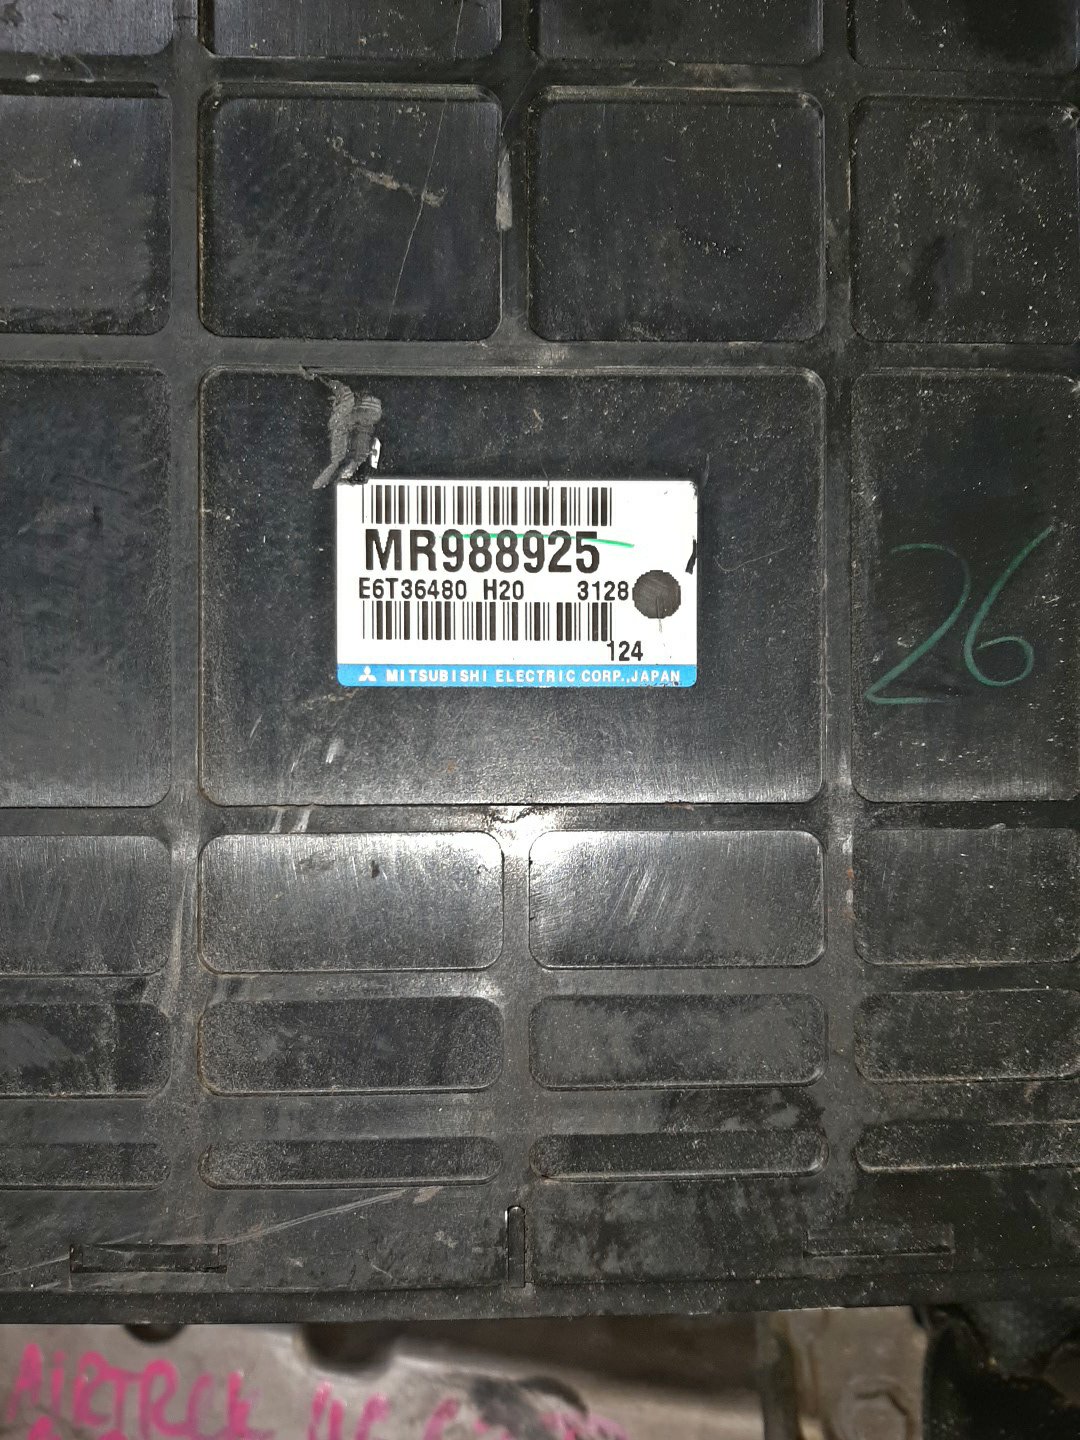 MR988925
E6T36480 H20 3128
124
MITSUBISHI ELECTRIC CORP., JAPAN
26
AIRTREK